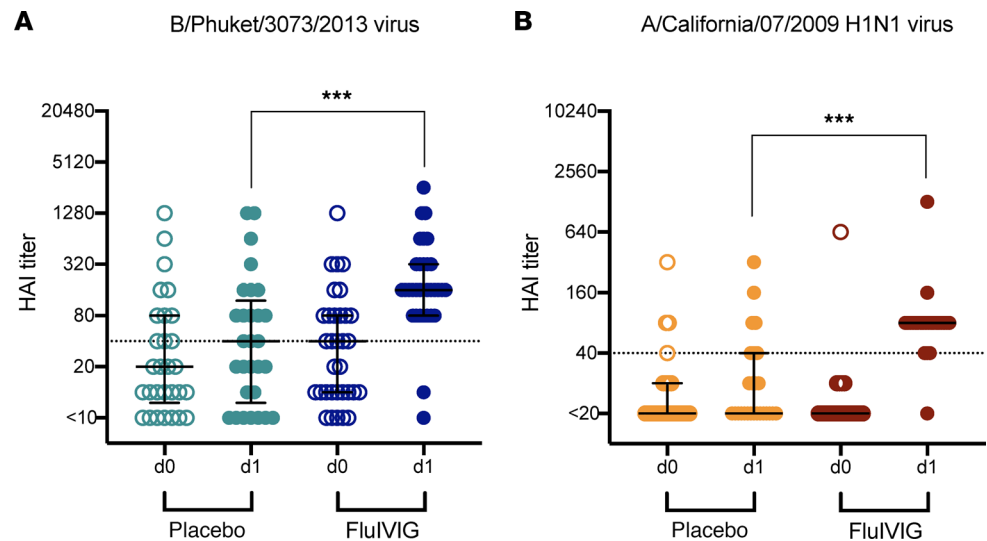 A
B/Phuket/3073/2013 virus
***
20480
5120
1280
320
80
20
<10
HAI titer
d0
d1
d0
d1
Placebo
FluIVIG
B
A/California/07/2009 H1N1 virus
***
10240
2560
640
160
40
<20
HAI titer
d0
d1
d0
d1
Placebo
FluIVIG